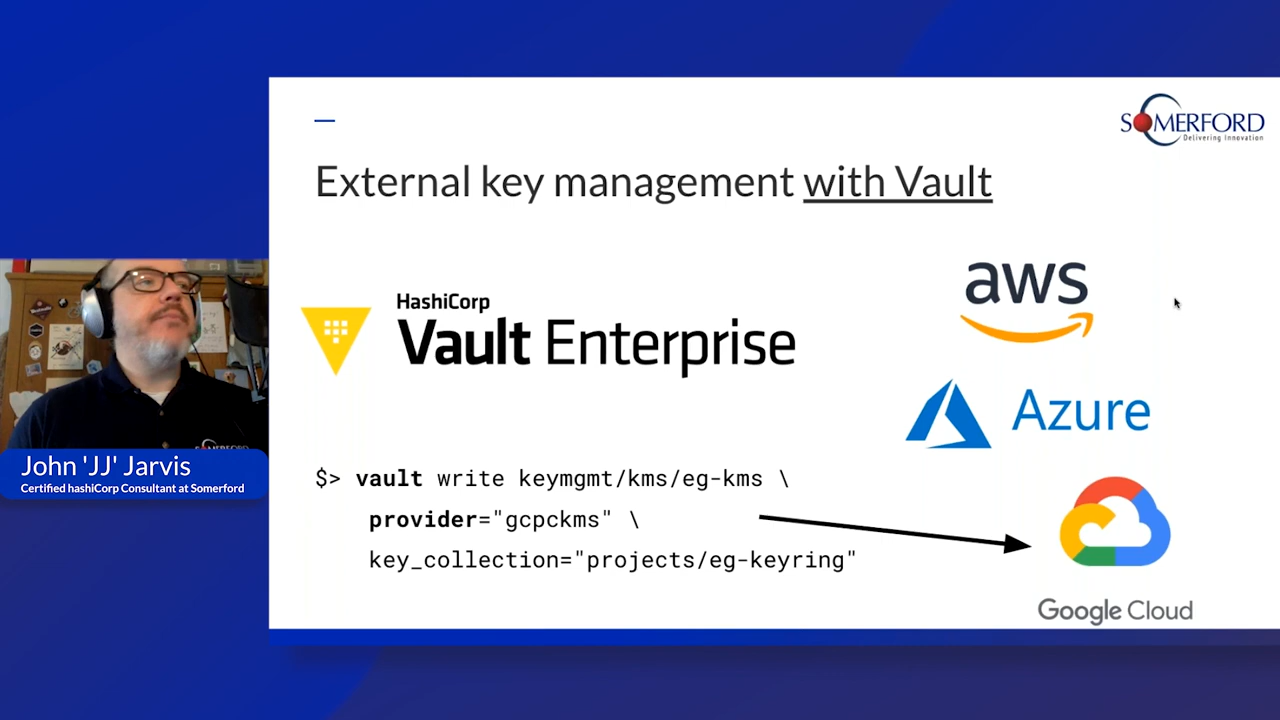 SOMERFORD
Delivering Innovation
External key management with Vault
HashiCorp
Vault Enterprise
aws
Azure
$> vault write keymgmt/kms/eg-kms \
provider="gcpckms" \
key_collection="projects/eg-keyring"
Google Cloud
SOMERFORD
John 'JJ' Jarvis
Certified hashiCorp Consultant at Somerford